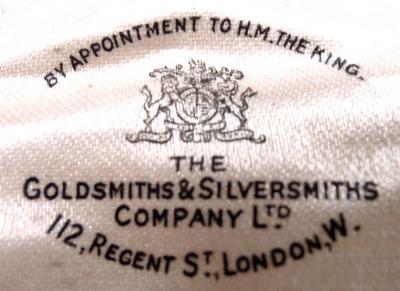 BY APPOINTMENT TO H.M. THE KING.
THE
GOLDSMITHS & SILVERSMITHS
COMPANY LTD
112, REGENT ST., LONDON, W.